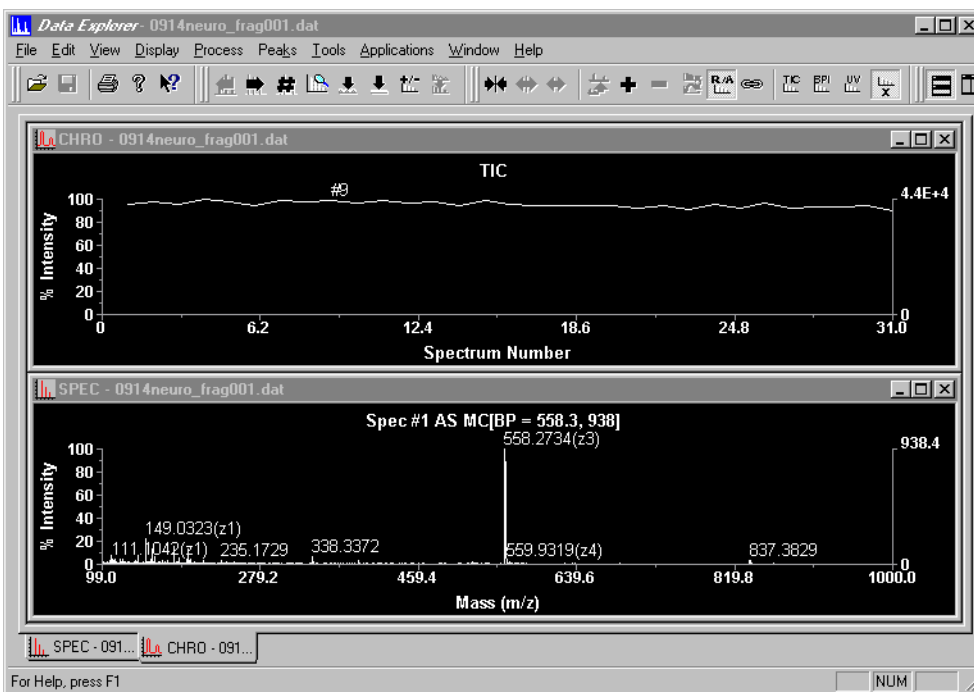 Data Explorer - 0914neuro_frag001.dat
File Edit View Display Process Peaks Tools Applications Window Help
R/A TIC BPI UV X
CHRO - 0914neuro_frag001.dat
TIC
#9
4.4E+4
100
80
60
40
20
0
% Intensity
0
0 6.2 12.4 18.6 24.8 31.0
Spectrum Number
SPEC - 0914neuro_frag001.dat
Spec #1 AS MC[BP = 558.3, 938]
558.2734(z3)
938.4
100
80
60
40
20
0
% Intensity
149.0323(z1)
111.1042(z1) 235.1729 338.3372 559.9319(z4) 837.3829
0
99.0 279.2 459.4 639.6 819.8 1000.0
Mass (m/z)
SPEC - 091... CHRO - 091...
For Help, press F1 NUM